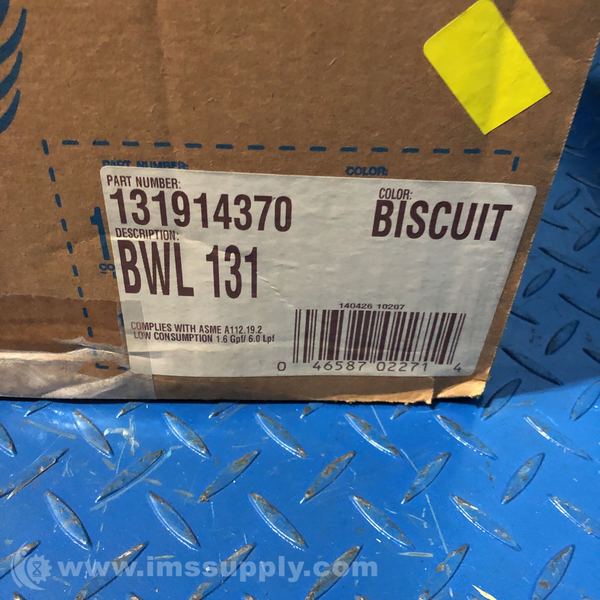 PART NUMBER:
COLOR:
PART NUMBER:
131914370
COLOR:
BISCUIT
DESCRIPTION:
BWL 131
140426 10207
COMPLIES WITH ASME A112.19.2
LOW CONSUMPTION 1.6 Gpf/ 6.0 Lpf
0 46587 02271 4
www.imssupply.com